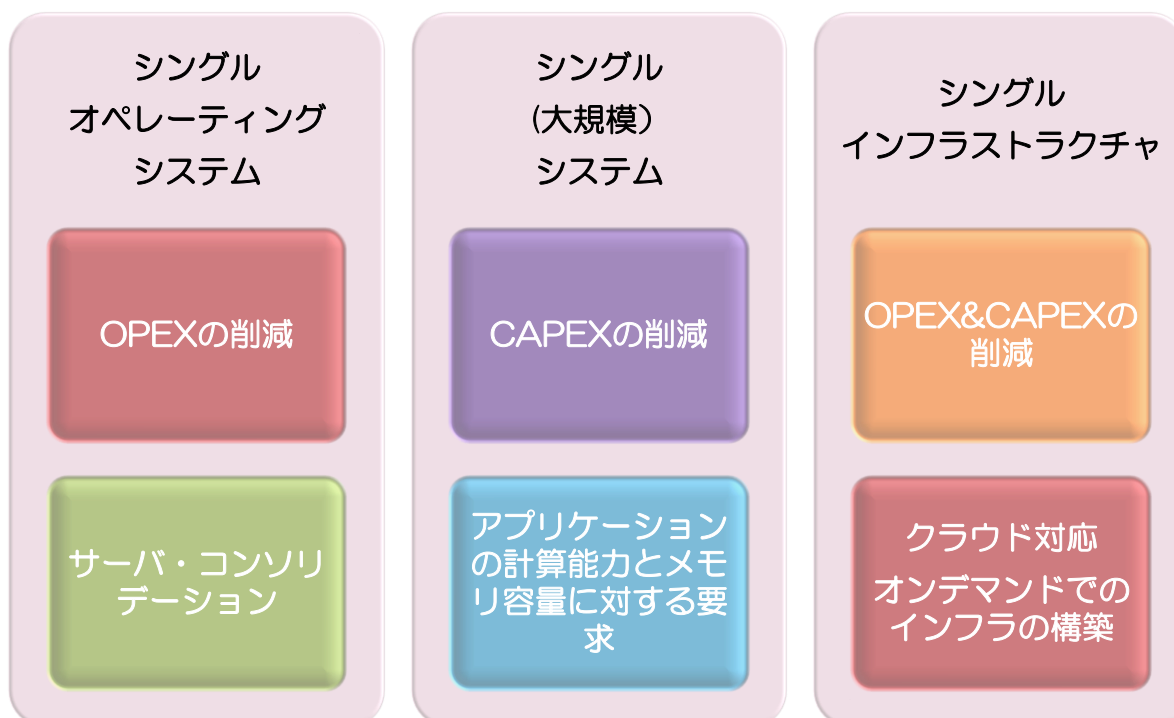 シングル
オペレーティング
システム
OPEXの削減
サーバ・コンソリ
デーション
シングル
(大規模）
システム
CAPEXの削減
アプリケーション
の計算能力とメモ
リ容量に対する要
求
シングル
インフラストラクチャ
OPEX&CAPEXの
削減
クラウド対応
オンデマンドでの
インフラの構築